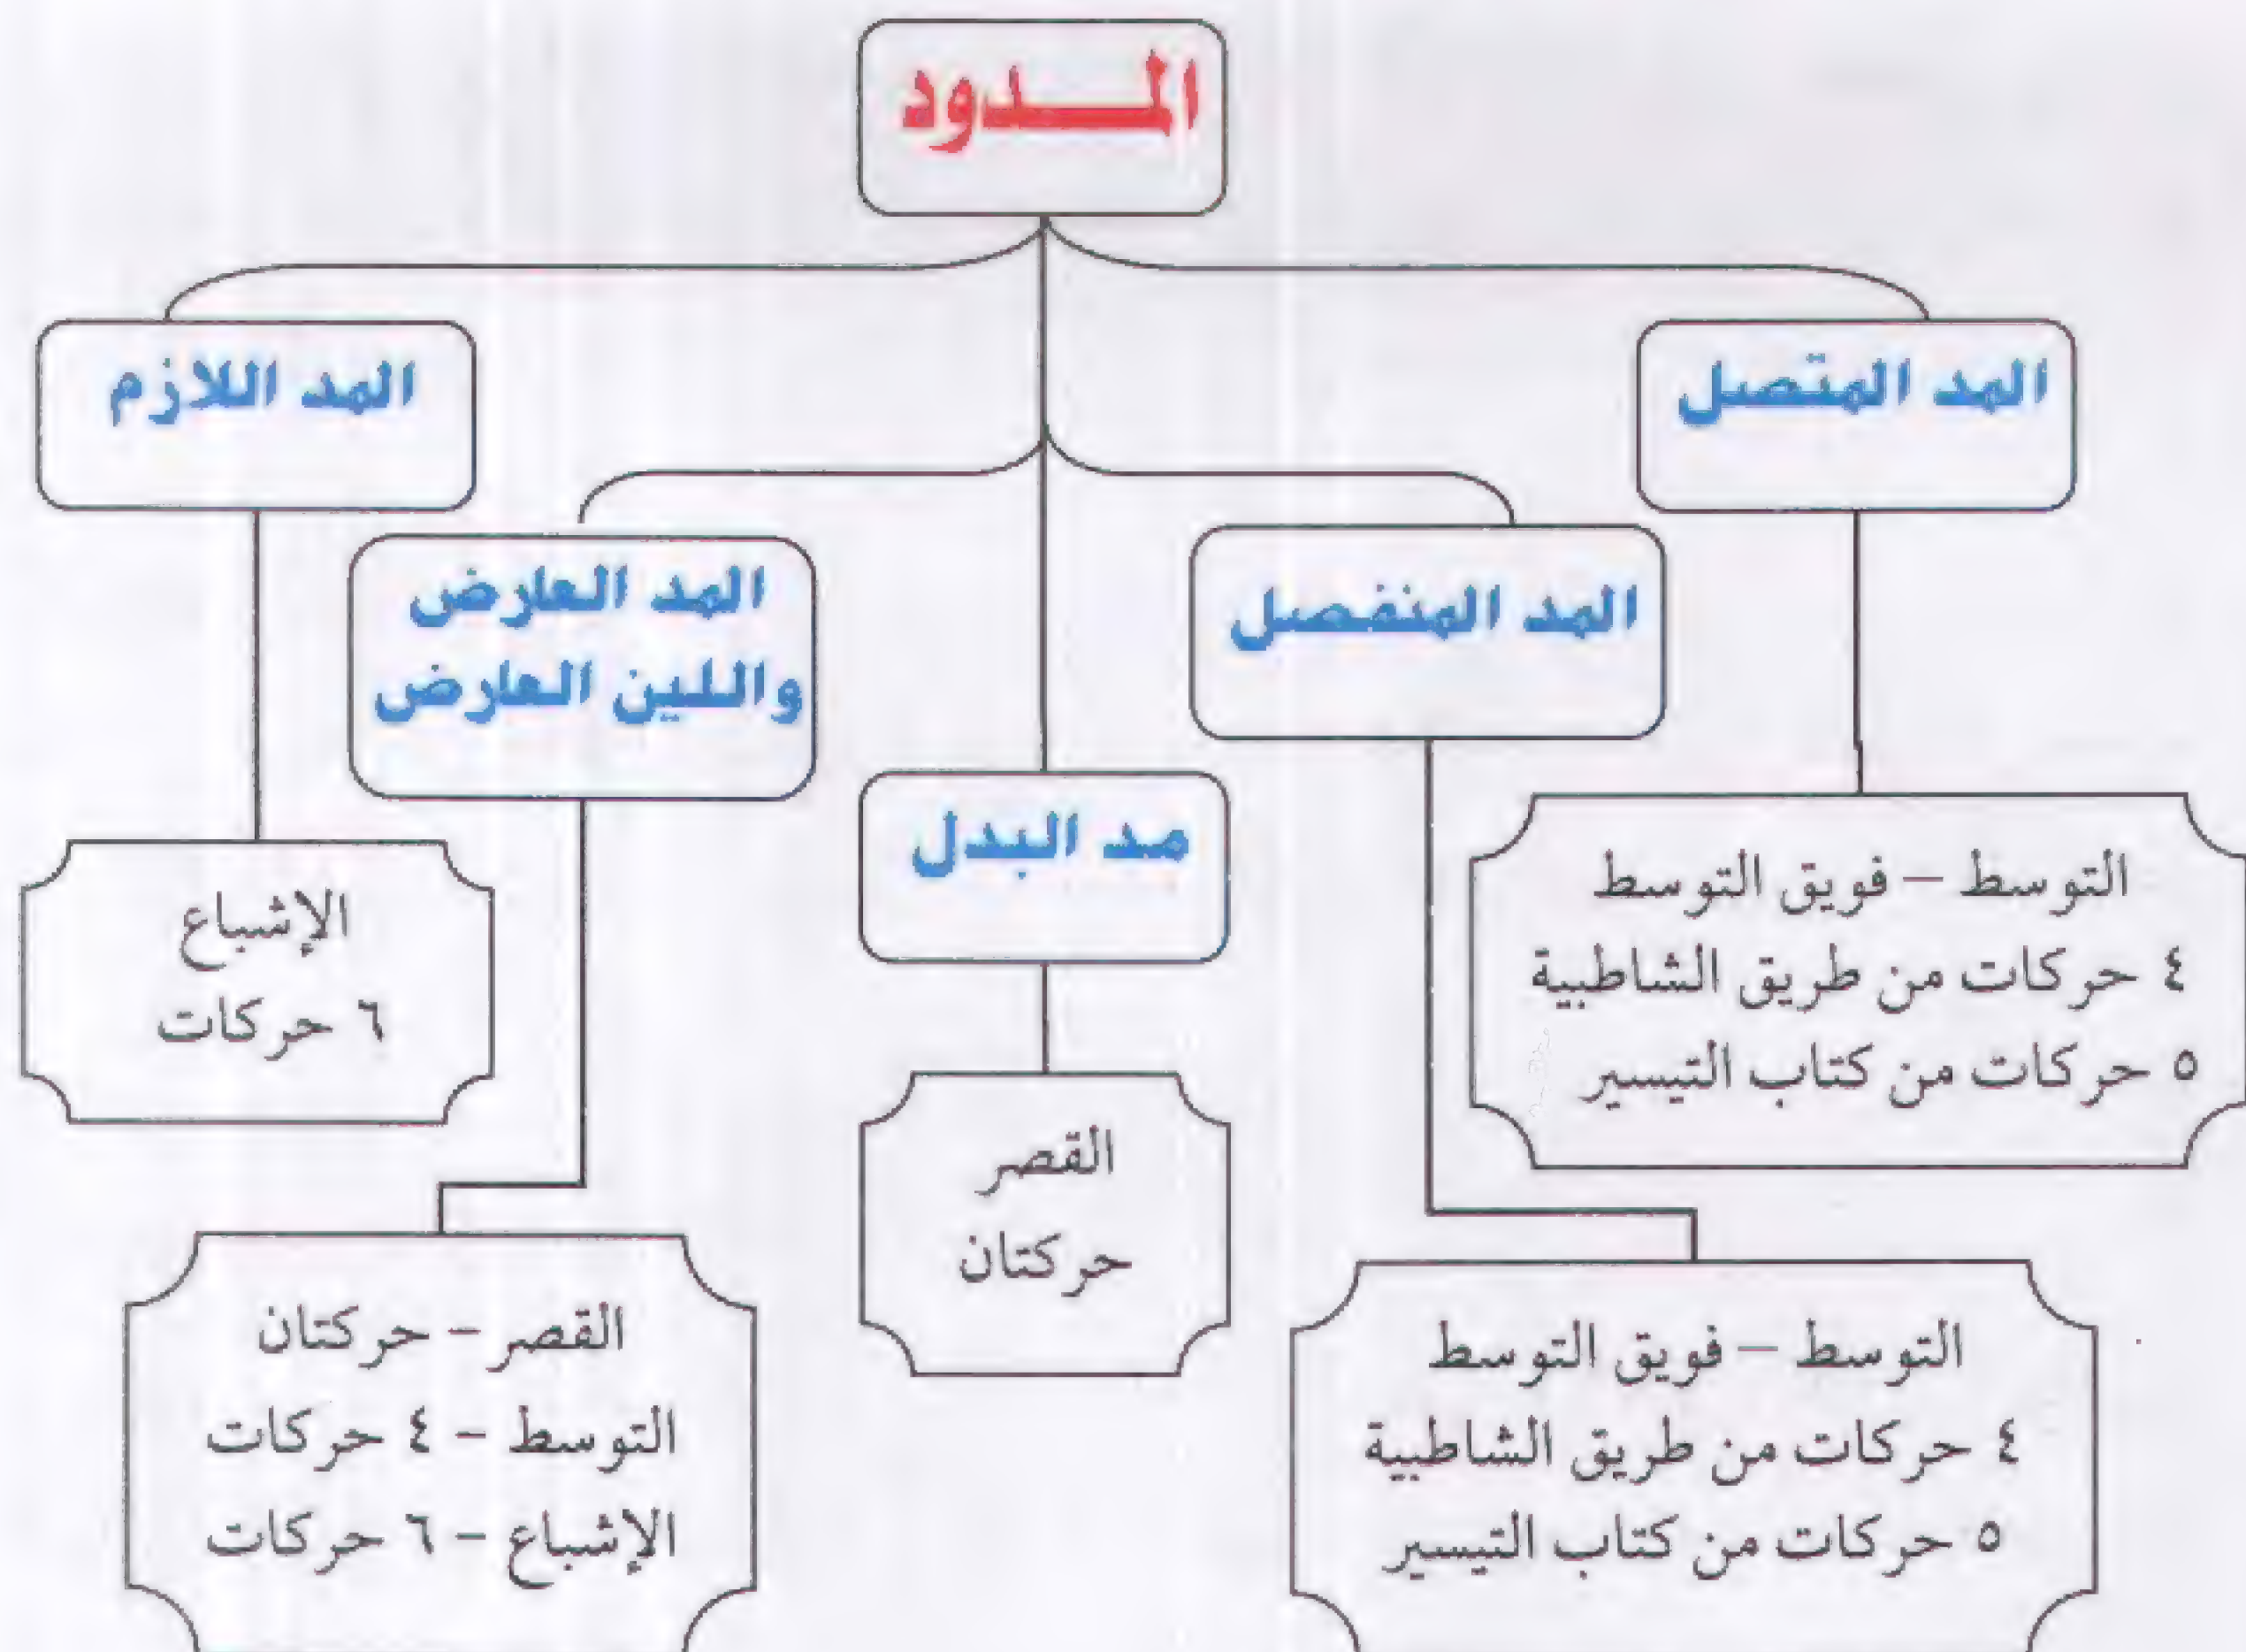 المـــدود
المد المتصل
المد اللازم
المد المنفصل
المد العارض
واللين العارض
مد البدل
التوسط – فويق التوسط
٤ حركات من طريق الشاطبية
٥ حركات من كتاب التيسير
الإشباع
٦ حركات
القصر
حركتان
التوسط – فويق التوسط
٤ حركات من طريق الشاطبية
٥ حركات من كتاب التيسير
القصر – حركتان
التوسط – ٤ حركات
الإشباع – ٦ حركات